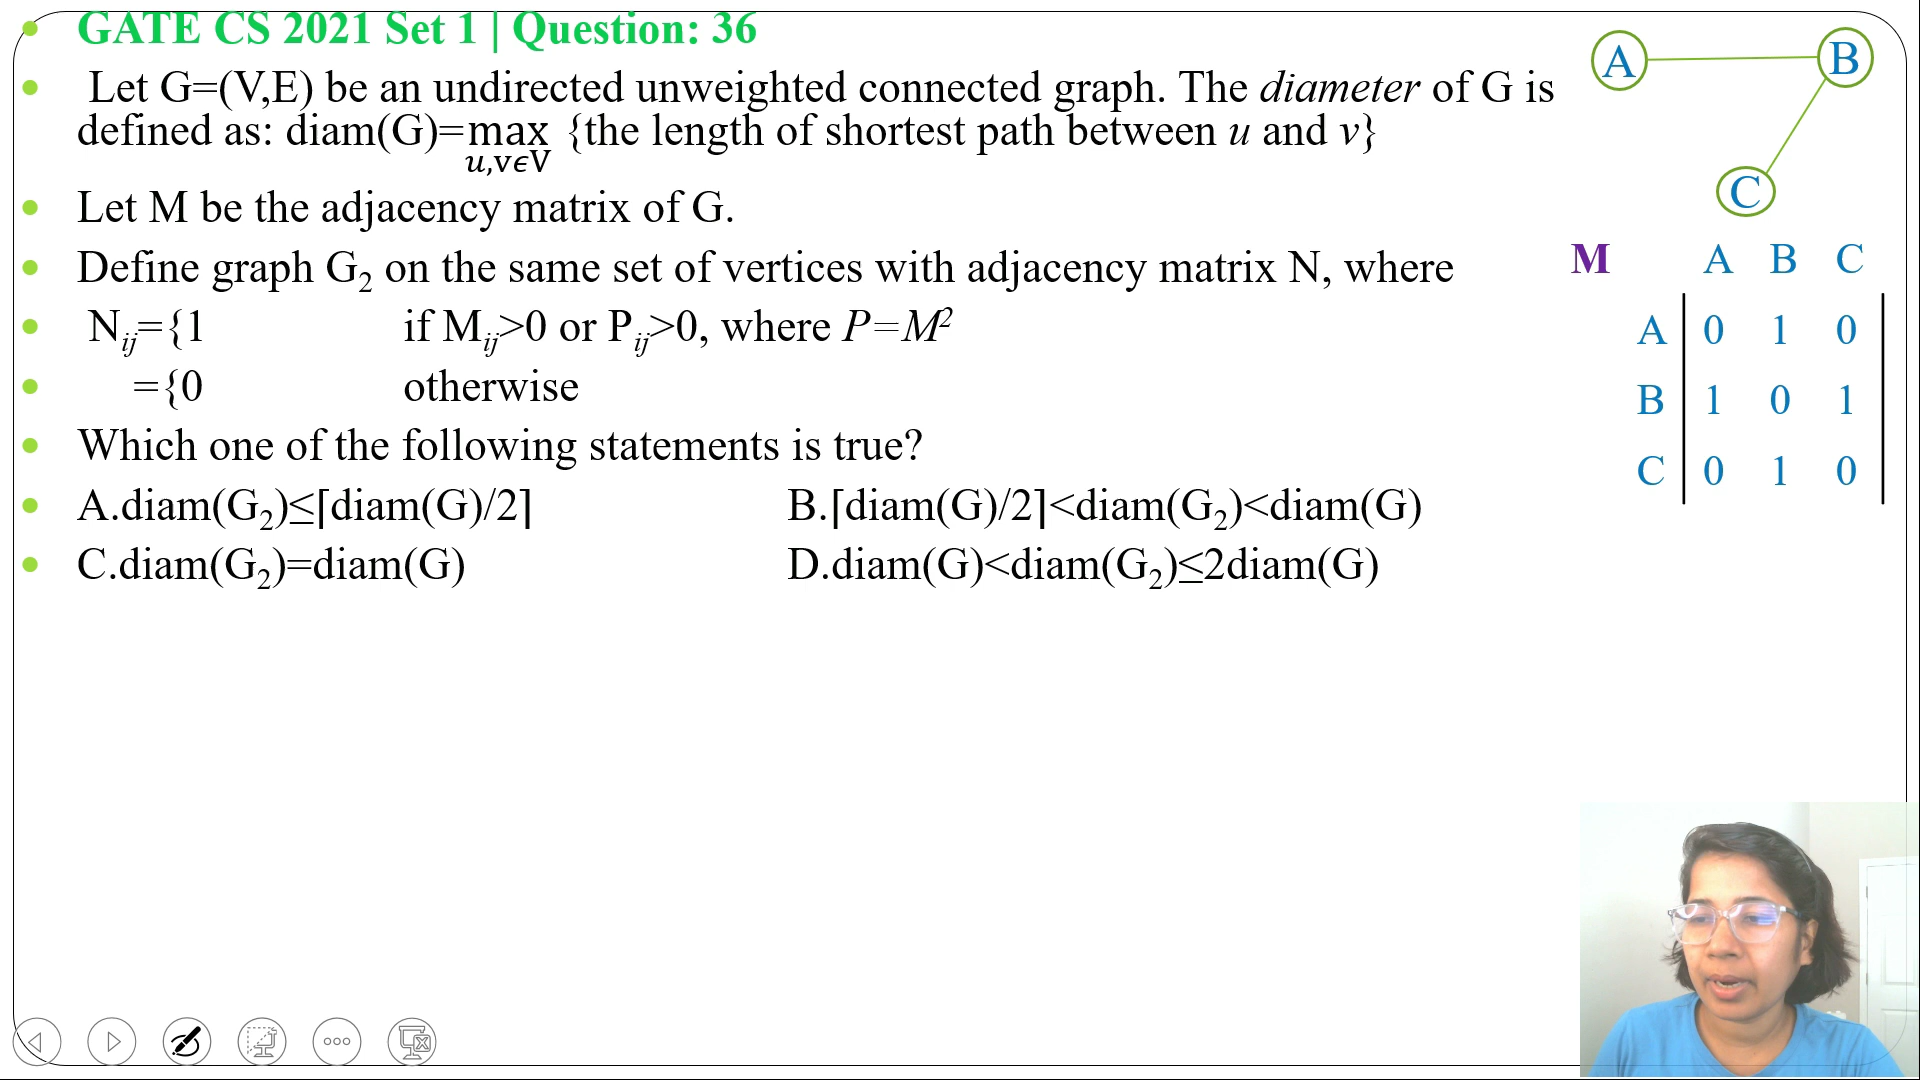 GATE CS 2021 Set 1 | Question: 36
Let G=(V,E) be an undirected unweighted connected graph. The diameter of G is
defined as: diam(G)=max {the length of shortest path between u and v}
u,vϵV
Let M be the adjacency matrix of G.
Define graph G₂ on the same set of vertices with adjacency matrix N, where
Nij={1 if Mij>0 or Pij>0, where P=M²
={0 otherwise
Which one of the following statements is true?
A.diam(G₂)≤⌈diam(G)/2⌉ B.⌈diam(G)/2⌉<diam(G₂)<diam(G)
C.diam(G₂)=diam(G) D.diam(G)<diam(G₂)≤2diam(G)
A B
C
M A B C
A 0 1 0
B 1 0 1
C 0 1 0